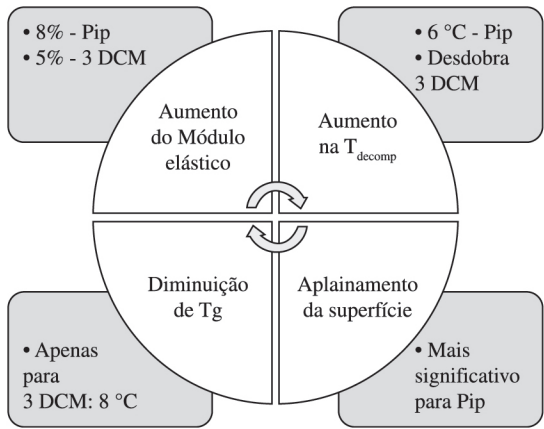 • 8% - Pip
• 5% - 3 DCM
Aumento
do Módulo
elástico
• 6 °C - Pip
• Desdobra
3 DCM
Aumento
na Tdecomp
Diminuição
de Tg
• Apenas
para
3 DCM: 8 °C
Aplainamento
da superfície
• Mais
significativo
para Pip